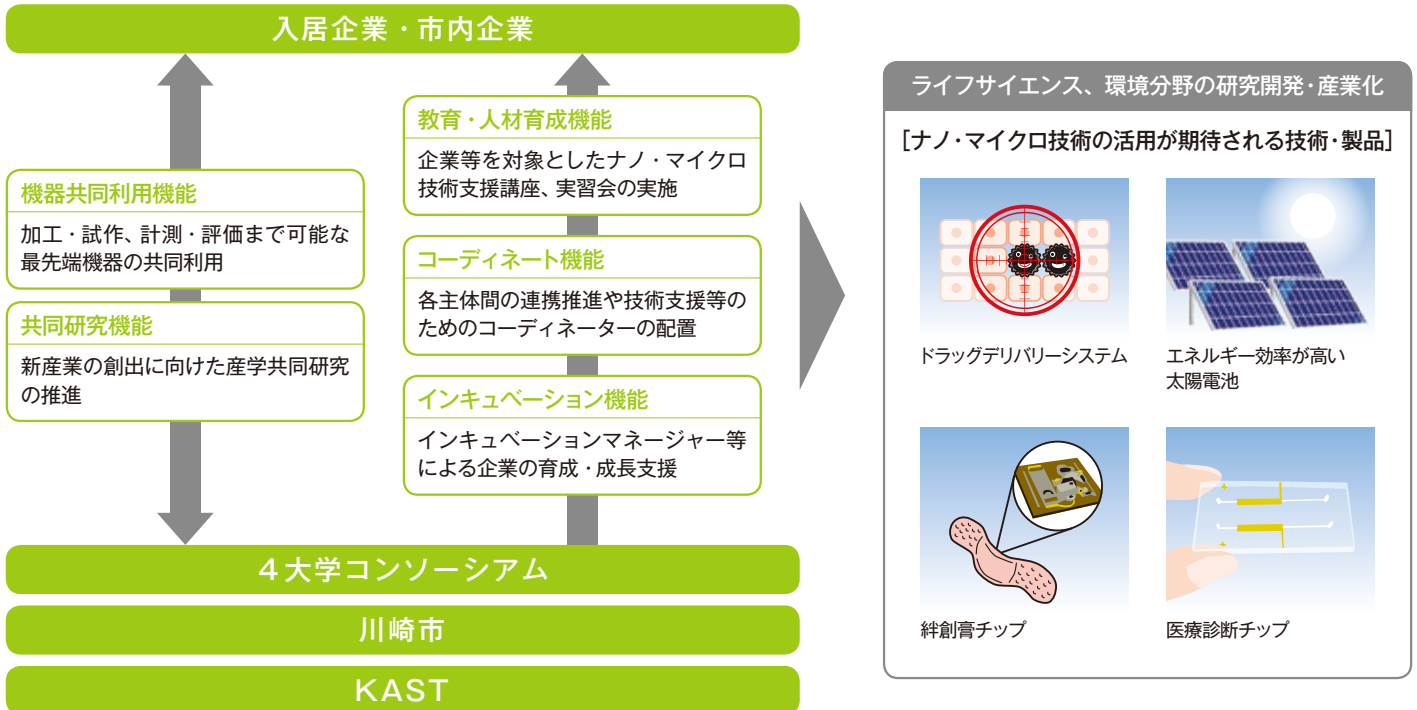 入居企業・市内企業
機器共同利用機能
加工・試作、計測・評価まで可能な
最先端機器の共同利用
共同研究機能
新産業の創出に向けた産学共同研究
の推進
教育・人材育成機能
企業等を対象としたナノ・マイクロ
技術支援講座、実習会の実施
コーディネート機能
各主体間の連携推進や技術支援等の
ためのコーディネーターの配置
インキュベーション機能
インキュベーションマネージャー等
による企業の育成・成長支援
4大学コンソーシアム
川崎市
KAST
ライフサイエンス、環境分野の研究開発・産業化
[ナノ・マイクロ技術の活用が期待される技術・製品]
ドラッグデリバリーシステム
エネルギー効率が高い
太陽電池
絆創膏チップ
医療診断チップ